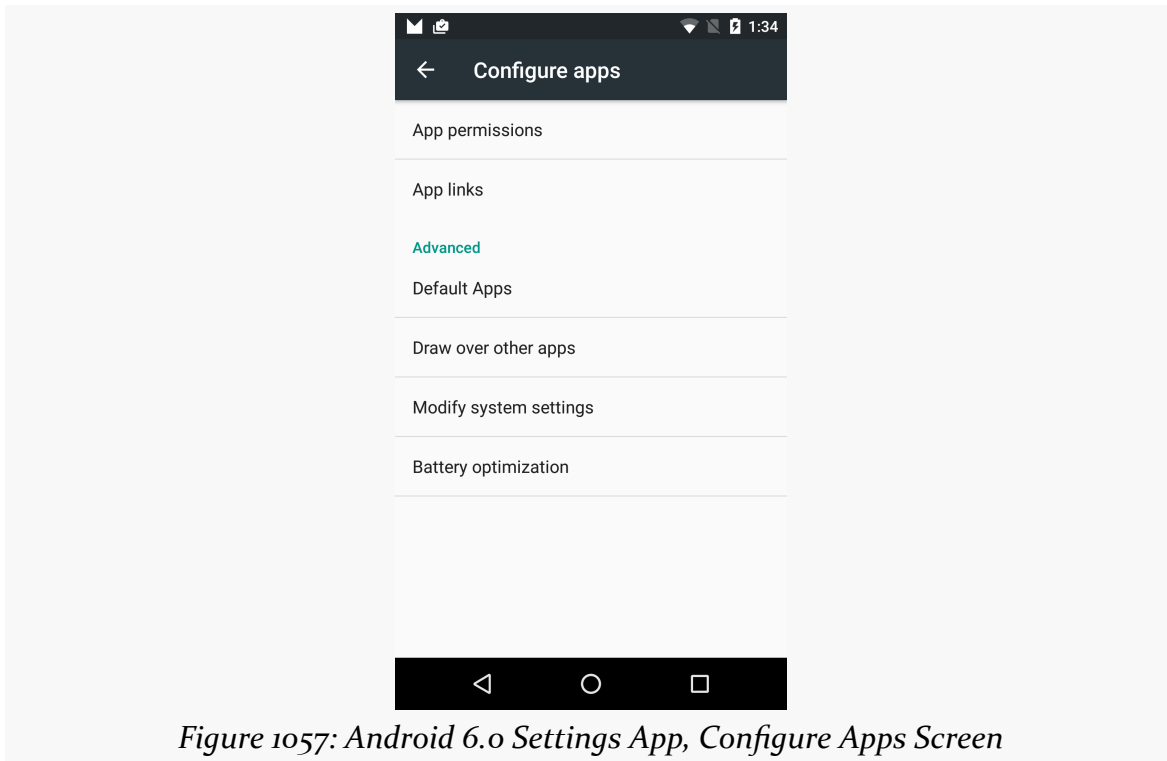 1:34
Configure apps
App permissions
App links
Advanced
Default Apps
Draw over other apps
Modify system settings
Battery optimization
Figure 1057: Android 6.0 Settings App, Configure Apps Screen